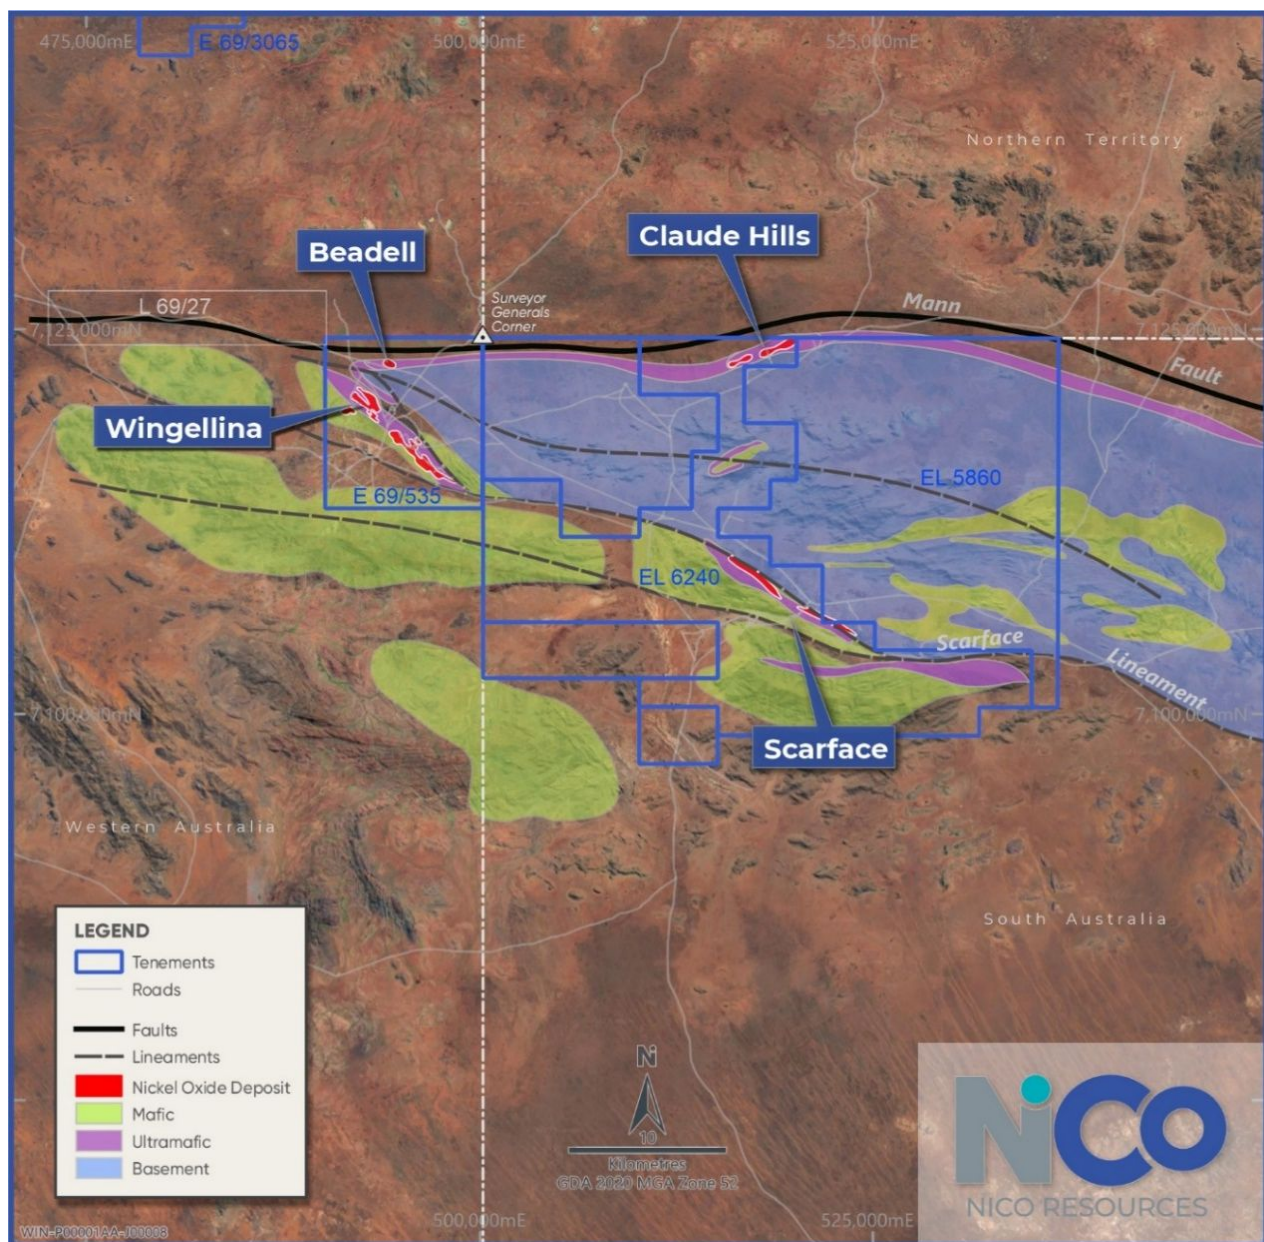 475,000mE
E 69/3065
500,000mE
525,000mE
Northern Territory
Claude Hills
Beadell
Surveyor
Generals
Corner
L 69/27
Mann
7,125,000mN
7,125,000mN
Fault
Wingellina
EL 5860
E 69/535
EL 6240
Scarface
Lineament
7,100,000mN
7,100,000mN
Scarface
Western Australia
South Australia
LEGEND
Tenements
Roads
Faults
Lineaments
Nickel Oxide Deposit
Mafic
Ultramafic
Basement
N
10
Kilometres
GDA 2020 MGA Zone 52
NiCO
NICO RESOURCES
500,000mE
525,000mE
WIN-P00001AA-J00008